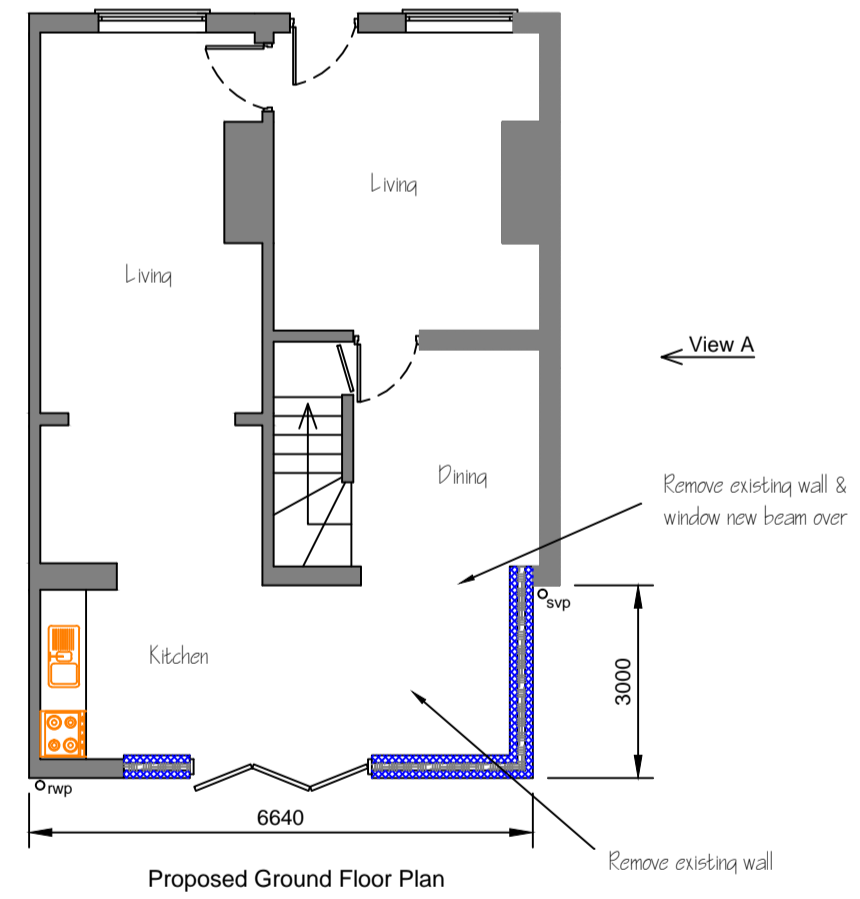 Living
Living
View A
Dining
Remove existing wall &
window new beam over
svp
Kitchen
3000
rwp
6640
Remove existing wall
Proposed Ground Floor Plan